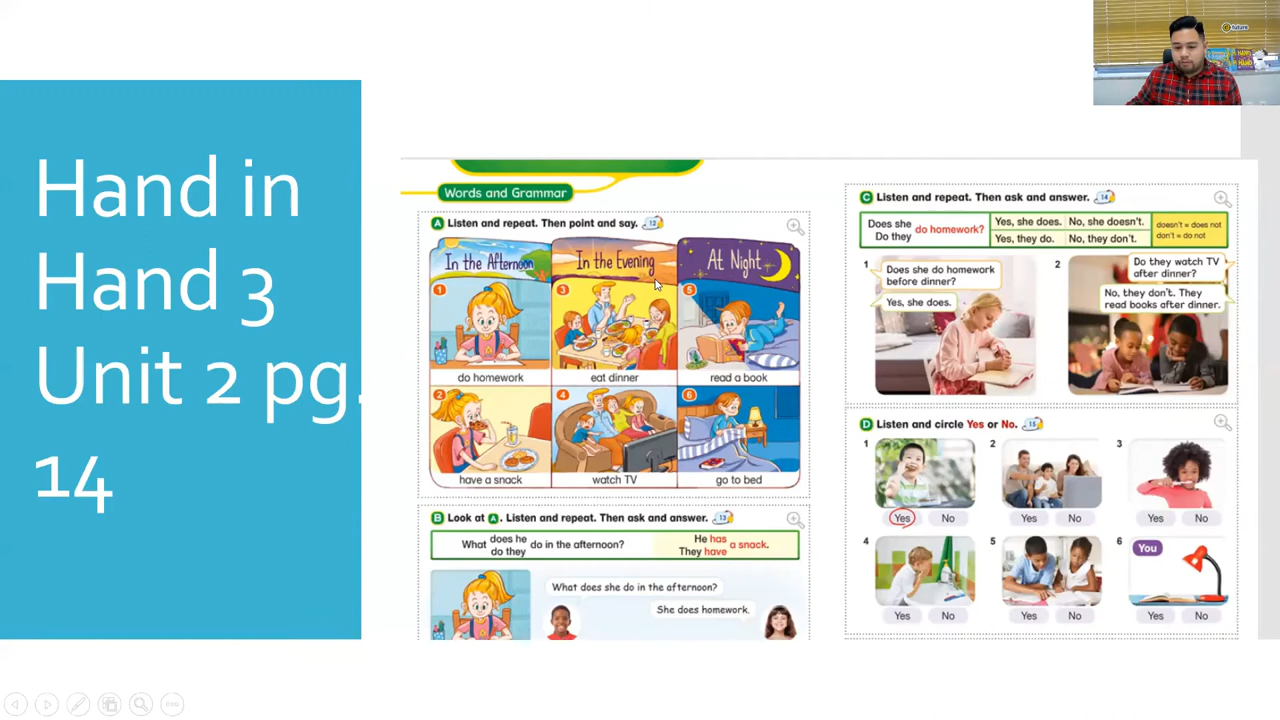 Hand in
Hand 3
Unit 2 pg.
14
e future
Words and Grammar
A Listen and repeat. Then point and say. 12
In the Afternoon
In the Evening
At Night
1
3
5
do homework
eat dinner
read a book
2
4
6
have a snack
watch TV
go to bed
B Look at A. Listen and repeat. Then ask and answer. 13
What does he do in the afternoon?
do they
He has a snack.
They have
What does she do in the afternoon?
She does homework.
C Listen and repeat. Then ask and answer. 14
Does she do homework?
Do they
Yes, she does. No, she doesn't.
Yes, they do. No, they don't.
doesn't = does not
don't = do not
1
Does she do homework
before dinner?
Yes, she does.
2
Do they watch TV
after dinner?
No, they don't. They
read books after dinner.
D Listen and circle Yes or No. 15
1
2
3
Yes No
Yes No
Yes No
4
5
6
You
Yes No
Yes No
Yes No